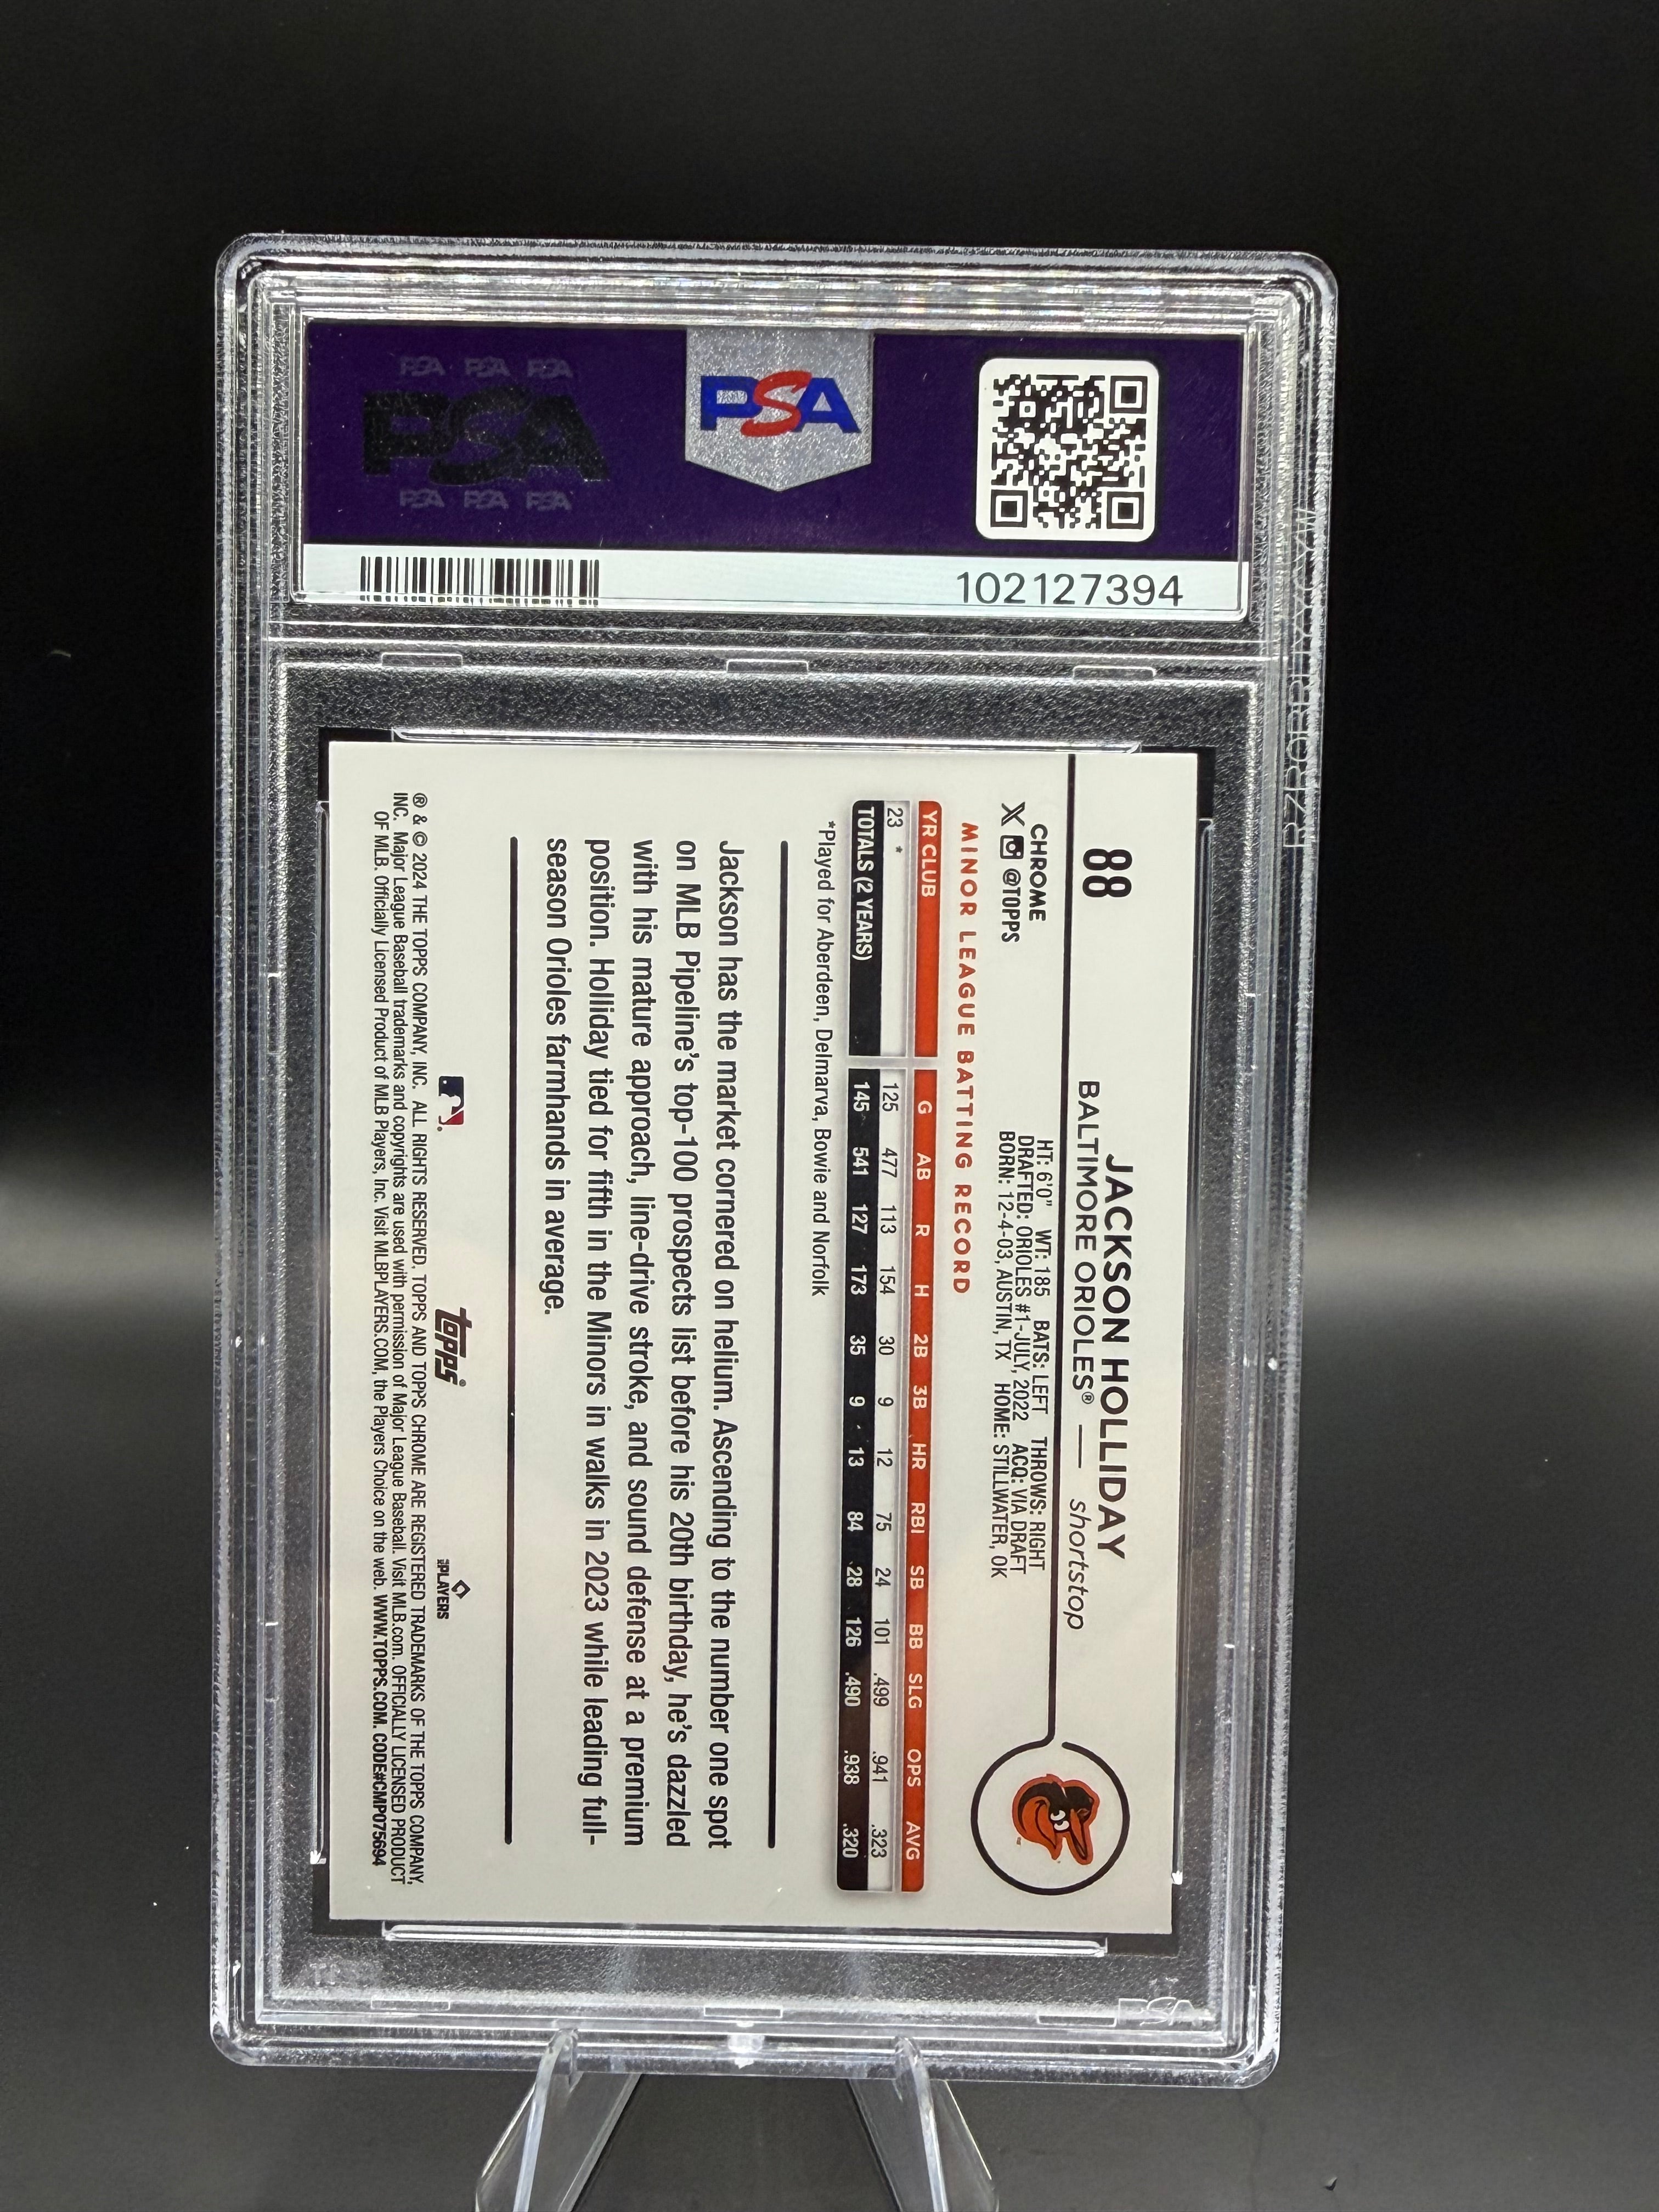 PSA PSA PSA
PSA
PSA PSA PSA
PSA
102127394
88
JACKSON HOLLIDAY
BALTIMORE ORIOLES® — shortstop
CHROME
X @TOPPS
HT: 6'0" WT: 185 BATS: LEFT THROWS: RIGHT
DRAFTED: ORIOLES #1-JULY, 2022 ACQ: VIA DRAFT
BORN: 12-4-03, AUSTIN, TX HOME: STILLWATER, OK
MINOR LEAGUE BATTING RECORD
YR CLUB G AB R H 2B 3B HR RBI SB BB SLG OPS AVG
23 * 125 477 113 154 30 9 12 75 24 101 .499 .941 .323
TOTALS (2 YEARS) 145 541 127 173 35 9 13 84 28 126 .490 .938 .320
*Played for Aberdeen, Delmarva, Bowie and Norfolk
Jackson has the market cornered on helium. Ascending to the number one spot
on MLB Pipeline's top-100 prospects list before his 20th birthday, he's dazzled
with his mature approach, line-drive stroke, and sound defense at a premium
position. Holliday tied for fifth in the Minors in walks in 2023 while leading full-
season Orioles farmhands in average.
topps®
PLAYERS
® & © 2024 THE TOPPS COMPANY, INC. ALL RIGHTS RESERVED. TOPPS AND TOPPS CHROME ARE REGISTERED TRADEMARKS OF THE TOPPS COMPANY,
INC. Major League Baseball trademarks and copyrights are used with permission of Major League Baseball. Visit MLB.com. OFFICIALLY LICENSED PRODUCT
OF MLB. Officially Licensed Product of MLB Players, Inc. Visit MLBPLAYERS.COM, the Players Choice on the web. WWW.TOPPS.COM. CODE#CMP075694
PSA